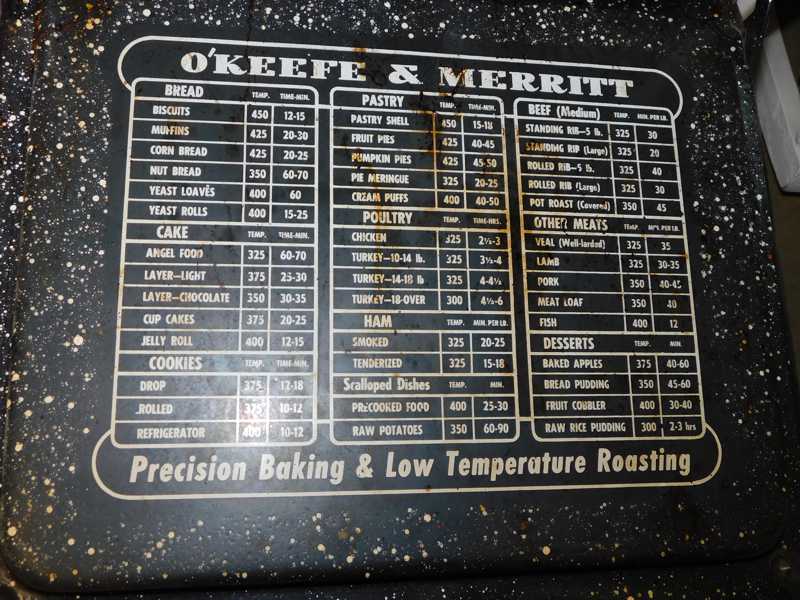 O'KEEFE & MERRITT
BREAD TEMP. TIME-MIN.
BISCUITS 450 12-15
MUFFINS 425 20-30
CORN BREAD 425 20-25
NUT BREAD 350 60-70
YEAST LOAVES 400 60
YEAST ROLLS 400 15-25
CAKE TEMP. TIME-MIN.
ANGEL FOOD 325 60-70
LAYER-LIGHT 375 25-30
LAYER-CHOCOLATE 350 30-35
CUP CAKES 375 20-25
JELLY ROLL 400 12-15
COOKIES TEMP. TIME-MIN.
DROP 375 12-18
ROLLED 375 10-12
REFRIGERATOR 400 10-12
PASTRY TEMP. TIME-MIN.
PASTRY SHELL 450 15-18
FRUIT PIES 425 40-45
PUMPKIN PIES 425 45-50
PIE MERINGUE 325 20-25
CREAM PUFFS 400 40-50
POULTRY TEMP. TIME-HRS.
CHICKEN 325 2½-3
TURKEY-10-14 lb. 325 3½-4
TURKEY-14-18 lb 325 4-4½
TURKEY-18-OVER 300 4½-6
HAM TEMP. MIN. PER LB.
SMOKED 325 20-25
TENDERIZED 325 15-18
Scalloped Dishes TEMP. MIN.
PRECOOKED FOOD 400 25-30
RAW POTATOES 350 60-90
BEEF (Medium) TEMP. MIN. PER LB.
STANDING RIB-5 lb. 325 30
STANDING RIB (Large) 325 20
ROLLED RIB-5 lb. 325 40
ROLLED RIB (Large) 325 30
POT ROAST (Covered) 350 45
OTHER MEATS TEMP. MIN. PER LB.
VEAL (Well-larded) 325 35
LAMB 325 30-35
PORK 350 40-45
MEAT LOAF 350 40
FISH 400 12
DESSERTS TEMP. MIN.
BAKED APPLES 375 40-60
BREAD PUDDING 350 45-60
FRUIT COBBLER 400 30-40
RAW RICE PUDDING 300 2-3 hrs
Precision Baking & Low Temperature Roasting